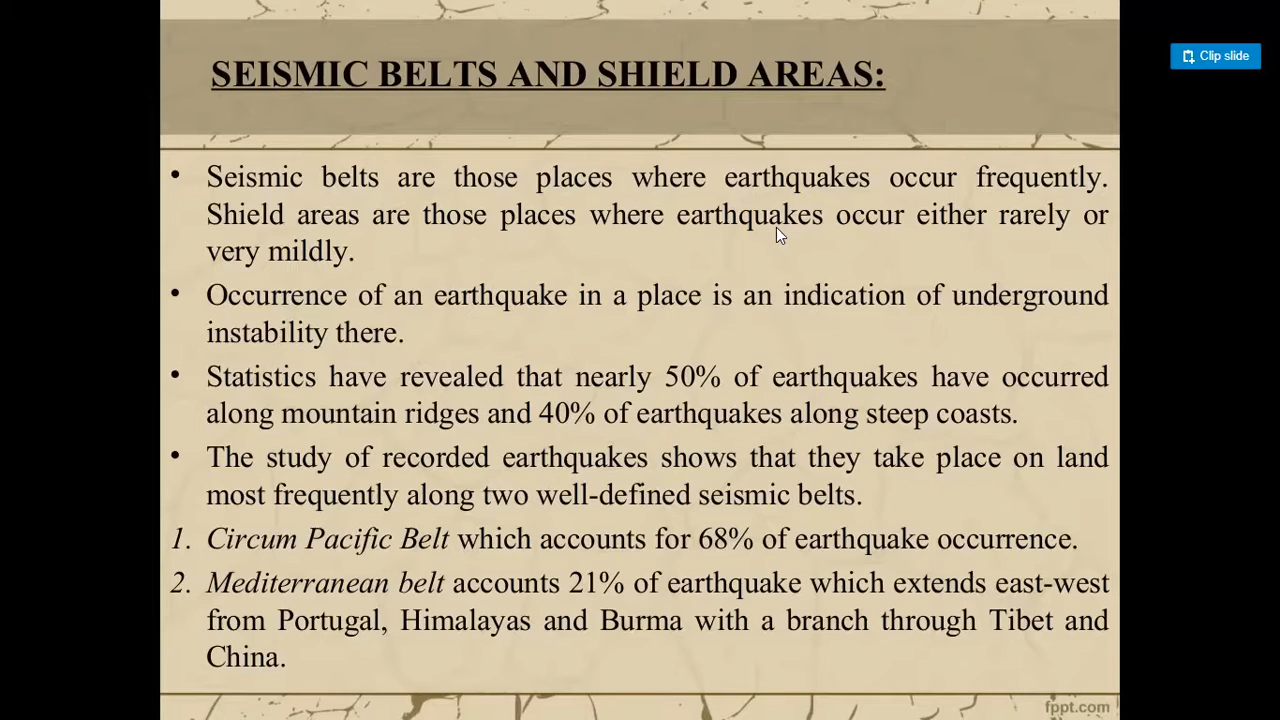 SEISMIC BELTS AND SHIELD AREAS:
Clip slide
• Seismic belts are those places where earthquakes occur frequently.
Shield areas are those places where earthquakes occur either rarely or
very mildly.
• Occurrence of an earthquake in a place is an indication of underground
instability there.
• Statistics have revealed that nearly 50% of earthquakes have occurred
along mountain ridges and 40% of earthquakes along steep coasts.
• The study of recorded earthquakes shows that they take place on land
most frequently along two well-defined seismic belts.
1. Circum Pacific Belt which accounts for 68% of earthquake occurrence.
2. Mediterranean belt accounts 21% of earthquake which extends east-west
from Portugal, Himalayas and Burma with a branch through Tibet and
China.
fppt.com